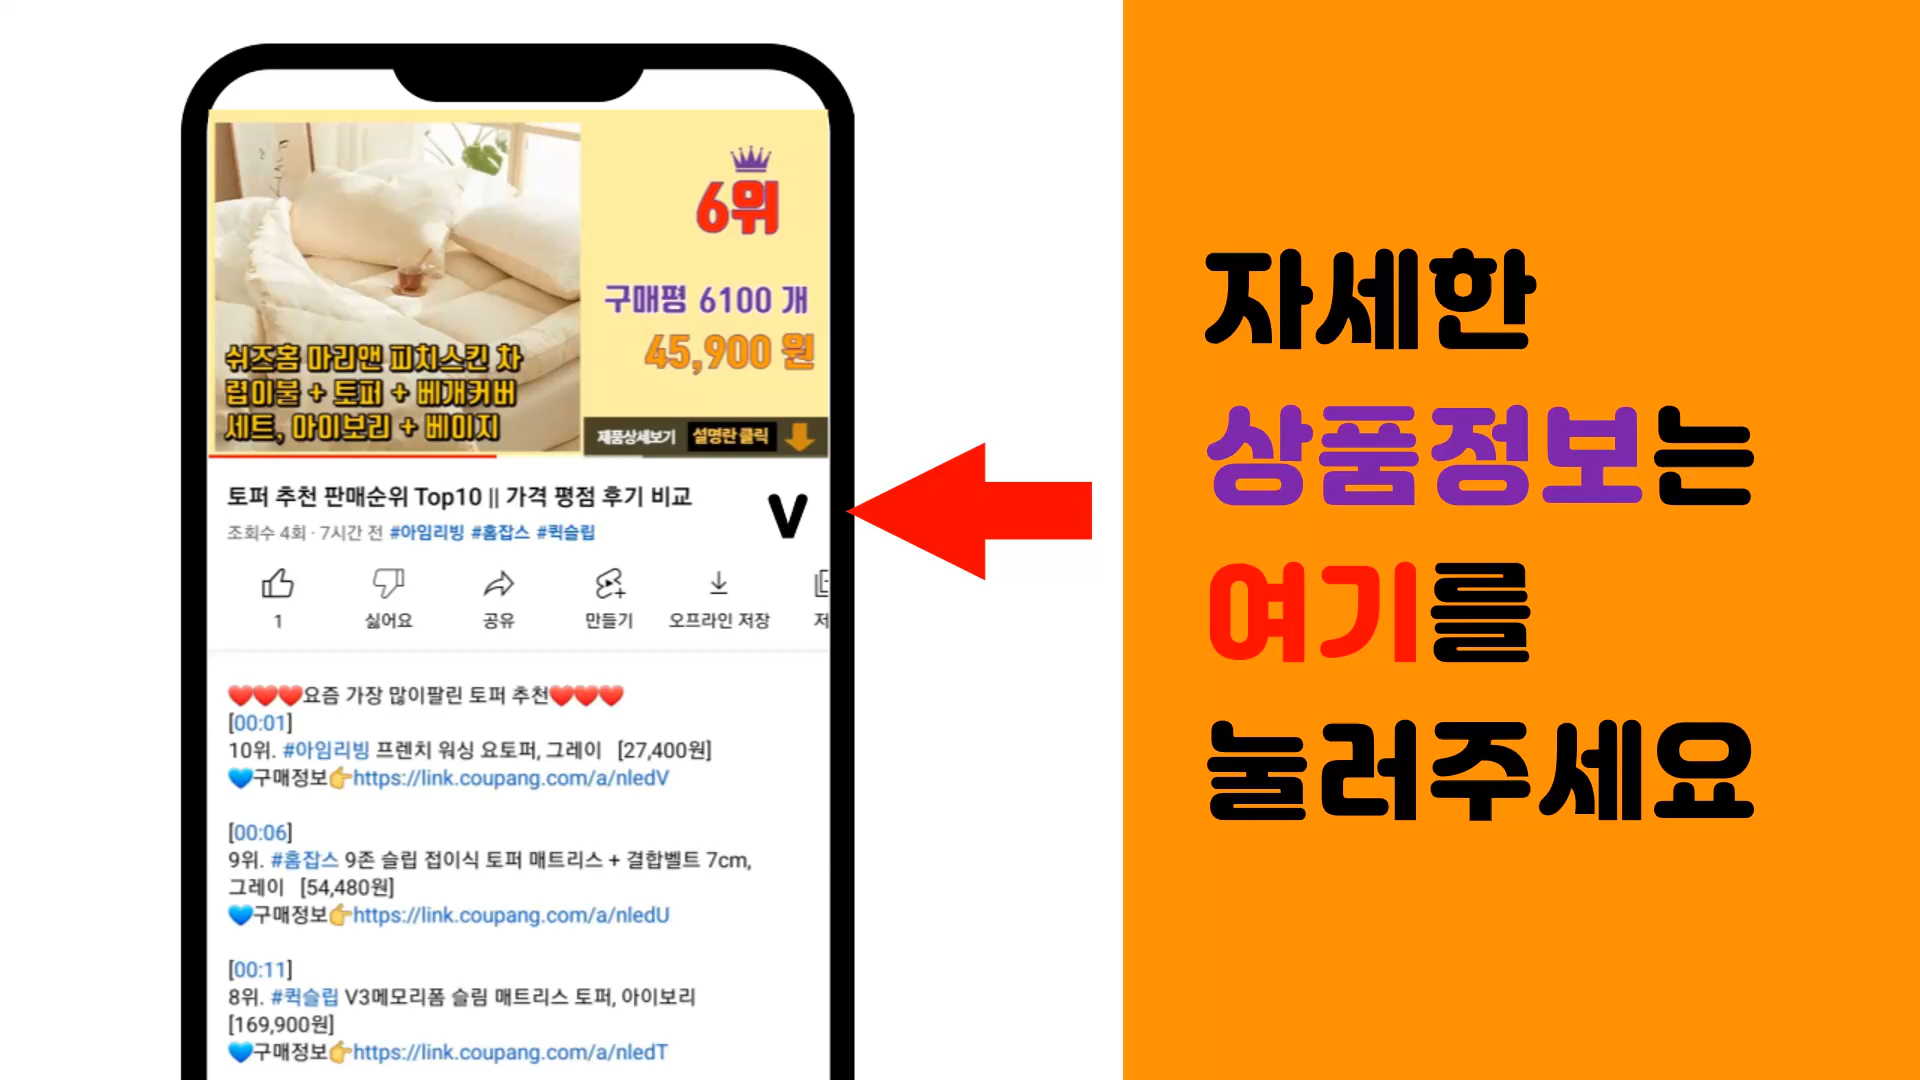 6위
구매평 6100 개
45,900 원
쉬즈홈 마리앤 피치스킨 차
렵이불 + 토퍼 + 베개커버
세트, 아이보리 + 베이지
제품상세보기 설명란 클릭
토퍼 추천 판매순위 Top10 || 가격 평점 후기 비교
V
조회수 4회 · 7시간 전 #아임리빙 #홈잡스 #퀵슬립
1 싫어요 공유 만들기 오프라인 저장 저
❤❤❤요즘 가장 많이팔린 토퍼 추천❤❤❤
[00:01]
10위. #아임리빙 프렌치 워싱 요토퍼, 그레이 [27,400원]
💙구매정보👉https://link.coupang.com/a/nledV
[00:06]
9위. #홈잡스 9존 슬립 접이식 토퍼 매트리스 + 결합벨트 7cm,
그레이 [54,480원]
💙구매정보👉https://link.coupang.com/a/nledU
[00:11]
8위. #퀵슬립 V3메모리폼 슬림 매트리스 토퍼, 아이보리
[169,900원]
💙구매정보👉https://link.coupang.com/a/nledT
자세한
상품정보는
여기를
눌러주세요